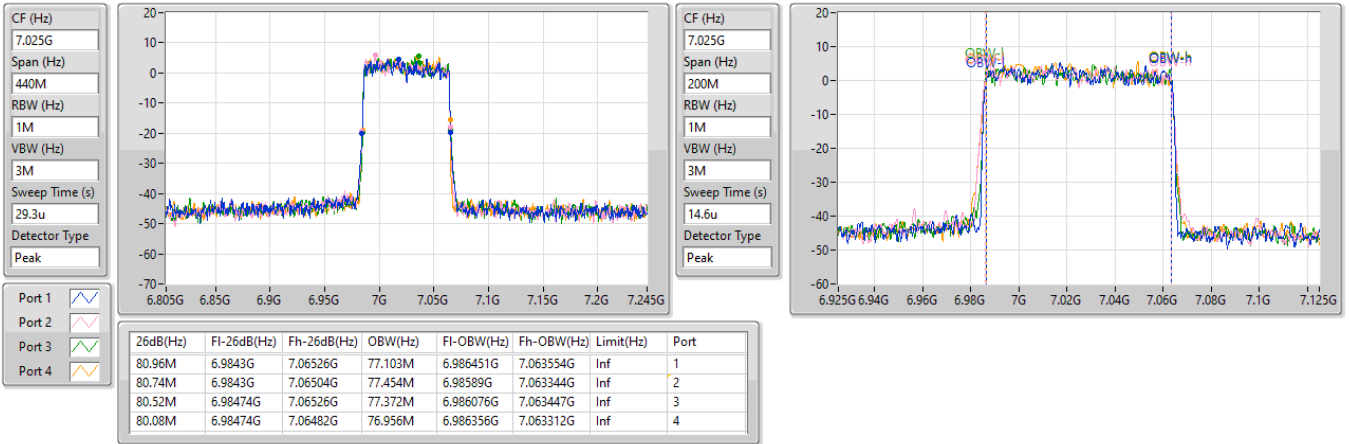 CF (Hz)
7.025G
Span (Hz)
440M
RBW (Hz)
1M
VBW (Hz)
3M
Sweep Time (s)
29.3u
Detector Type
Peak
20
10
0
-10
-20
-30
-40
-50
-60
-70
6.805G 6.85G 6.9G 6.95G 7G 7.05G 7.1G 7.15G 7.2G 7.245G
CF (Hz)
7.025G
Span (Hz)
200M
RBW (Hz)
1M
VBW (Hz)
3M
Sweep Time (s)
14.6u
Detector Type
Peak
20
10
0
-10
-20
-30
-40
-50
-60
OBW-l
OBW-h
6.925G 6.94G 6.96G 6.98G 7G 7.02G 7.04G 7.06G 7.08G 7.1G 7.125G
Port 1
Port 2
Port 3
Port 4
26dB(Hz) Fl-26dB(Hz) Fh-26dB(Hz) OBW(Hz) Fl-OBW(Hz) Fh-OBW(Hz) Limit(Hz) Port
80.96M 6.9843G 7.06526G 77.103M 6.986451G 7.063554G Inf 1
80.74M 6.9843G 7.06504G 77.454M 6.98589G 7.063344G Inf 2
80.52M 6.98474G 7.06526G 77.372M 6.986076G 7.063447G Inf 3
80.08M 6.98474G 7.06482G 76.956M 6.986356G 7.063312G Inf 4